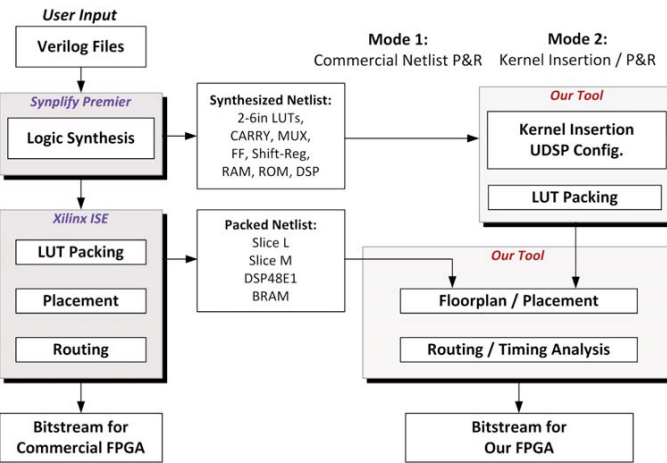 User Input
Verilog Files
Mode 1:
Commercial Netlist P&R
Mode 2:
Kernel Insertion / P&R
Synplify Premier
Logic Synthesis
Synthesized Netlist:
2-6in LUTs,
CARRY, MUX,
FF, Shift-Reg,
RAM, ROM, DSP
Our Tool
Kernel Insertion
UDSP Config.
LUT Packing
Xilinx ISE
LUT Packing
Placement
Routing
Packed Netlist:
Slice L
Slice M
DSP48E1
BRAM
Our Tool
Floorplan / Placement
Routing / Timing Analysis
Bitstream for
Commercial FPGA
Bitstream for
Our FPGA